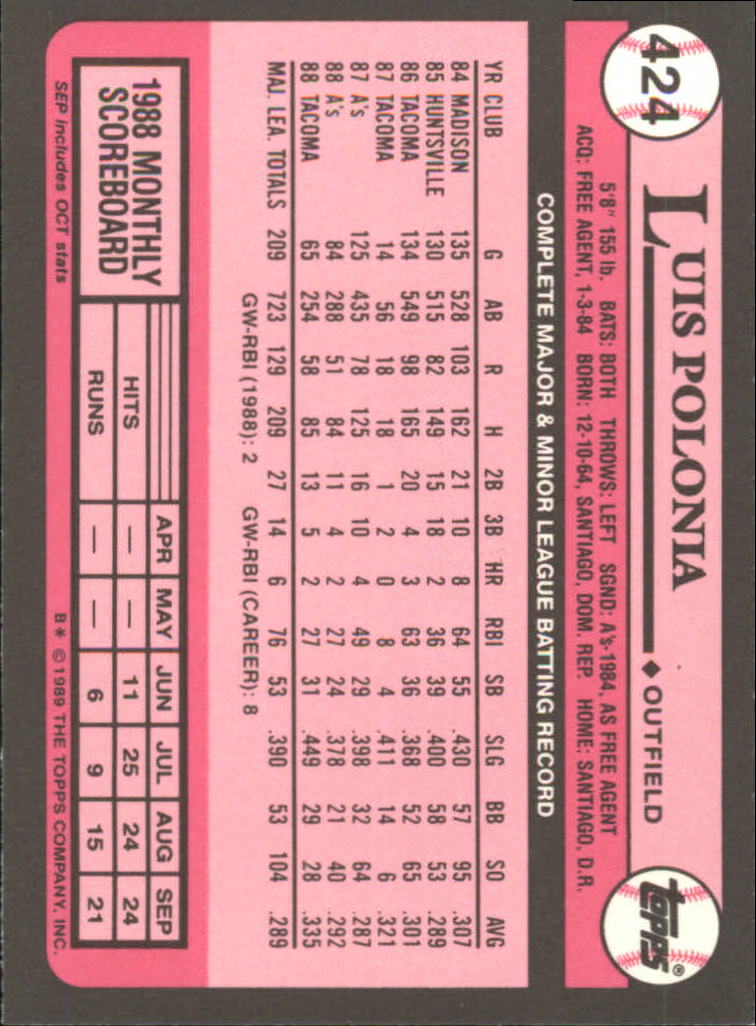 424
LUIS POLONIA ♦ OUTFIELD
Topps®
5'8" 155 lb. BATS: BOTH THROWS: LEFT SGND: A's-1984, AS FREE AGENT
ACQ: FREE AGENT, 1-3-84 BORN: 12-10-64, SANTIAGO, DOM. REP. HOME: SANTIAGO, D.R.
COMPLETE MAJOR & MINOR LEAGUE BATTING RECORD
YR CLUB G AB R H 2B 3B HR RBI SB SLG BB SO AVG
84 MADISON 135 528 103 162 21 10 8 64 55 .430 57 95 .307
85 HUNTSVILLE 130 515 82 149 15 18 2 36 39 .400 58 53 .289
86 TACOMA 134 549 98 165 20 4 3 63 36 .368 52 65 .301
87 TACOMA 14 56 18 18 1 2 0 8 4 .411 14 6 .321
87 A's 125 435 78 125 16 10 4 49 29 .398 32 64 .287
88 A's 84 288 51 84 11 4 2 27 24 .378 21 40 .292
88 TACOMA 65 254 58 85 13 5 2 27 31 .449 29 28 .335
MAJ. LEA. TOTALS 209 723 129 209 27 14 6 76 53 .390 53 104 .289
GW-RBI (1988): 2 GW-RBI (CAREER): 8
1988 MONTHLY
SCOREBOARD
APR MAY JUN JUL AUG SEP
HITS — — 11 25 24 24
RUNS — — 6 9 15 21
SEP includes OCT stats
B* © 1989 THE TOPPS COMPANY, INC.